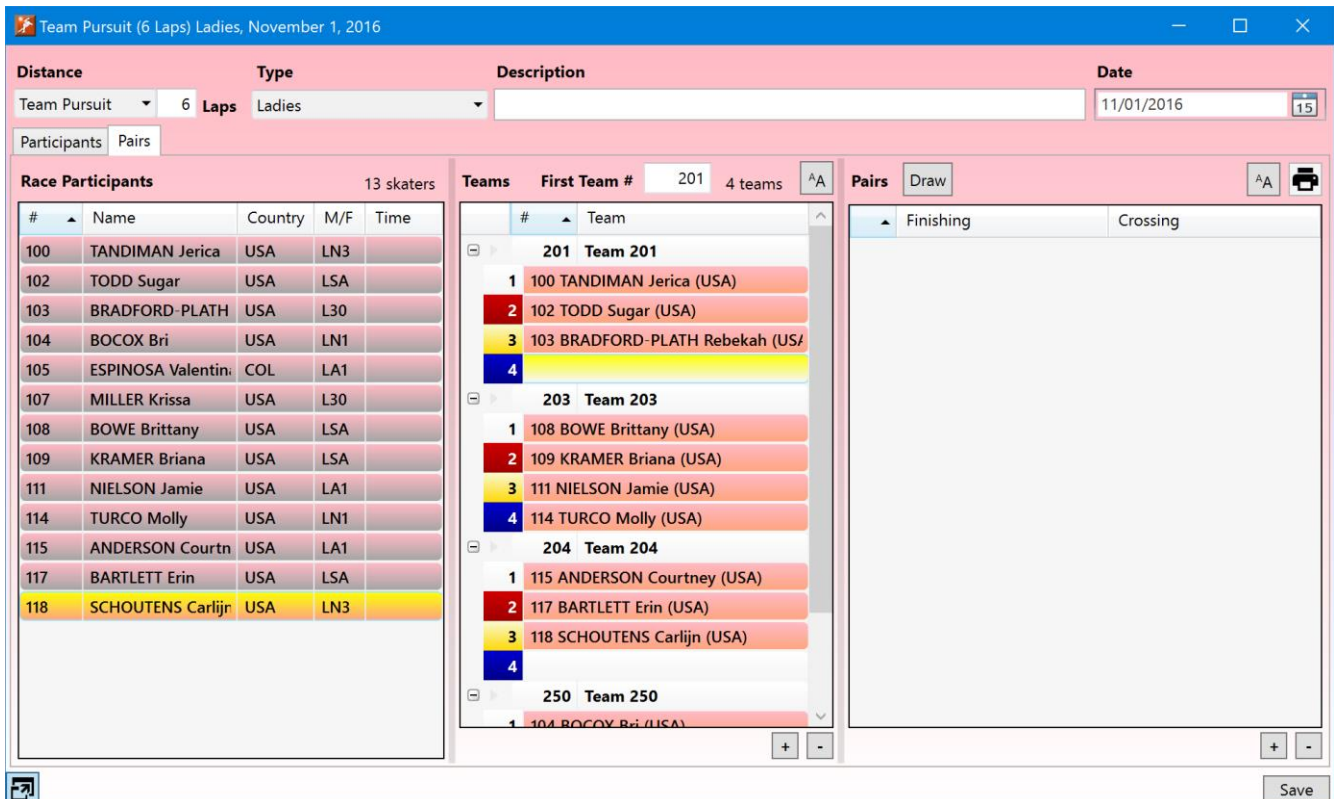 Team Pursuit (6 Laps) Ladies, November 1, 2016
Distance Type Description Date
Team Pursuit 6 Laps Ladies 11/01/2016 15
Participants Pairs
Race Participants 13 skaters
# Name Country M/F Time
100 TANDIMAN Jerica USA LN3
102 TODD Sugar USA LSA
103 BRADFORD-PLATH USA L30
104 BOCOX Bri USA LN1
105 ESPINOSA Valentin COL LA1
107 MILLER Krissa USA L30
108 BOWE Brittany USA LSA
109 KRAMER Briana USA LSA
111 NIELSON Jamie USA LA1
114 TURCO Molly USA LN1
115 ANDERSON Courtn USA LA1
117 BARTLETT Erin USA LSA
118 SCHOUTENS Carlijn USA LN3
Teams First Team # 201 4 teams AA
# Team
201 Team 201
1 100 TANDIMAN Jerica (USA)
2 102 TODD Sugar (USA)
3 103 BRADFORD-PLATH Rebekah (USA
4
203 Team 203
1 108 BOWE Brittany (USA)
2 109 KRAMER Briana (USA)
3 111 NIELSON Jamie (USA)
4 114 TURCO Molly (USA)
204 Team 204
1 115 ANDERSON Courtney (USA)
2 117 BARTLETT Erin (USA)
3 118 SCHOUTENS Carlijn (USA)
4
250 Team 250
1 104 BOCOX Bri (USA)
+ -
Pairs Draw AA
Finishing Crossing
+ -
Save